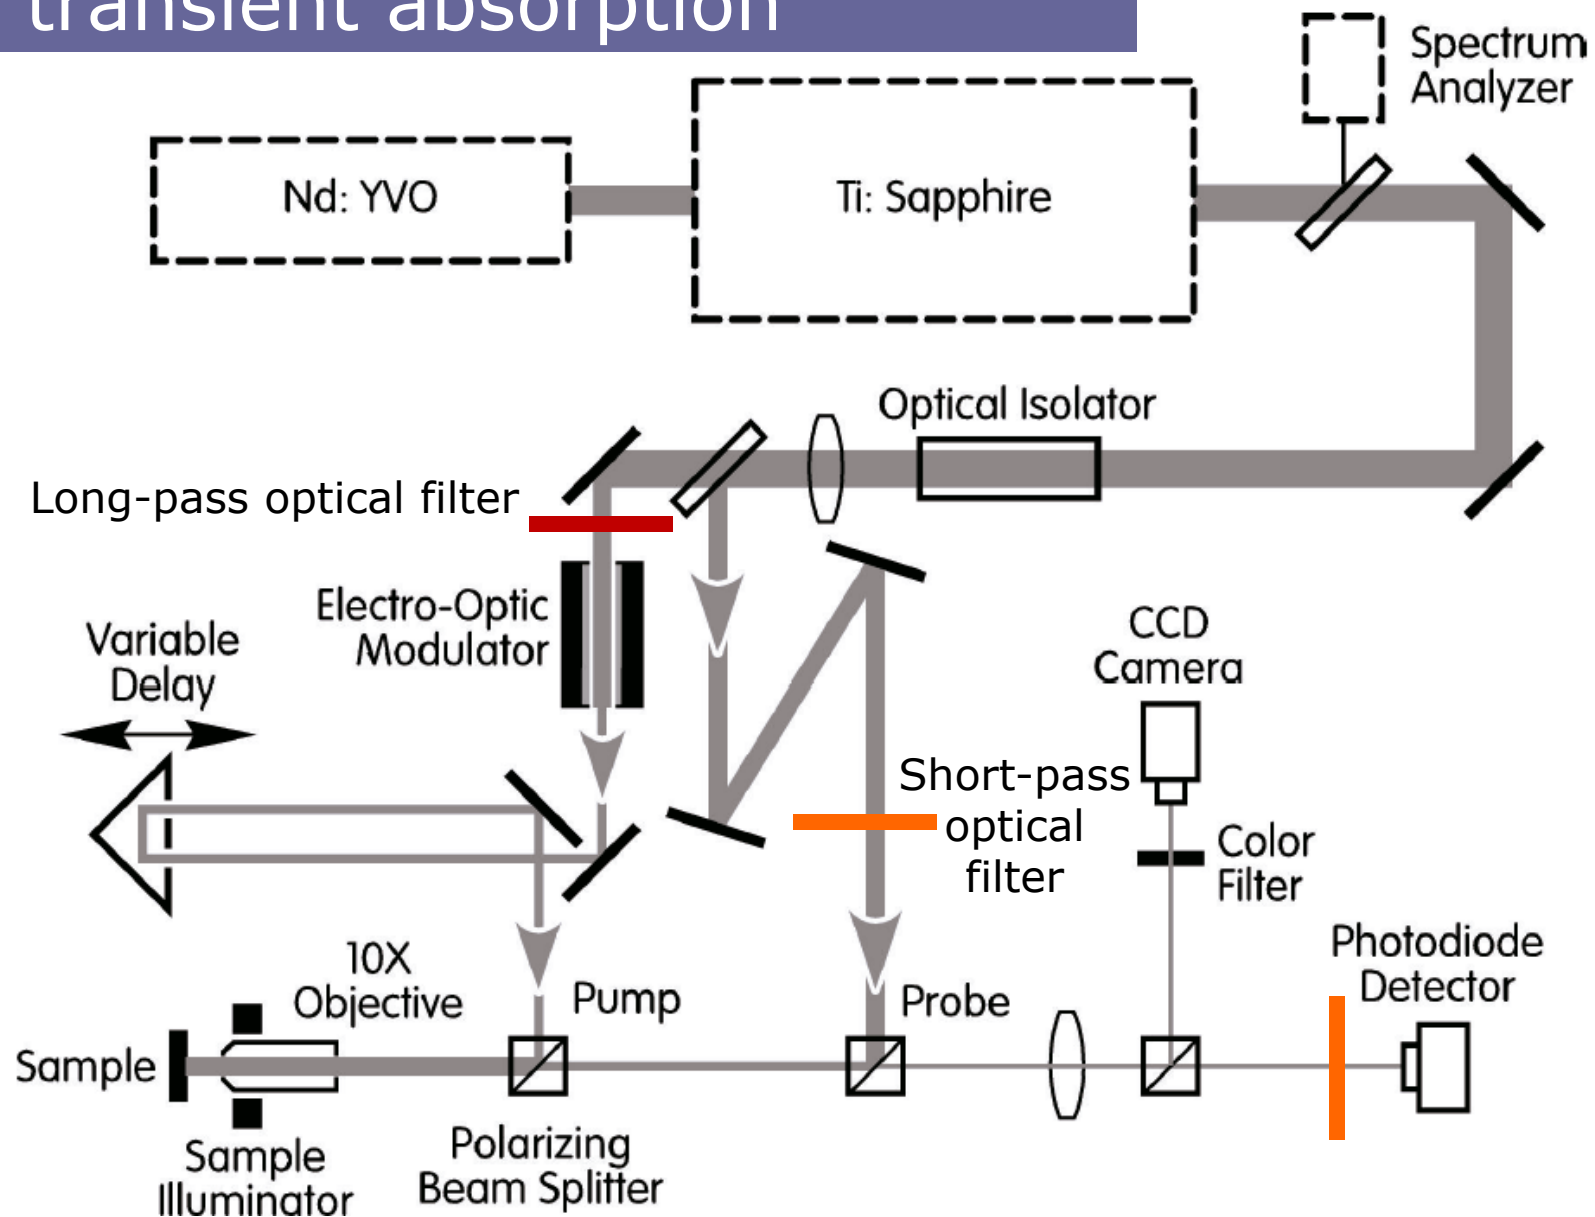 transient absorption
Spectrum
Analyzer
Nd: YVO
Ti: Sapphire
Optical Isolator
Long-pass optical filter
Electro-Optic
Modulator
Variable
Delay
CCD
Camera
Short-pass
optical
filter
Color
Filter
Photodiode
Detector
10X
Objective
Pump
Probe
Sample
Sample
Illuminator
Polarizing
Beam Splitter